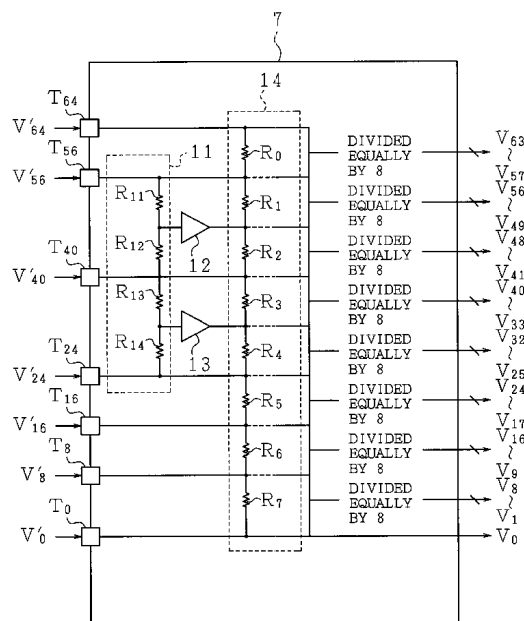 7
14
T64
V'64
T56
V'56
11
R11
R12
12
T40
V'40
R13
R14
13
T24
V'24
T16
V'16
T8
V'8
T0
V'0
R0
R1
R2
R3
R4
R5
R6
R7
DIVIDED
EQUALLY
BY 8
V63
~
V57
DIVIDED
EQUALLY
BY 8
V56
~
V49
DIVIDED
EQUALLY
BY 8
V48
~
V41
DIVIDED
EQUALLY
BY 8
V40
~
V33
DIVIDED
EQUALLY
BY 8
V32
~
V25
DIVIDED
EQUALLY
BY 8
V24
~
V17
DIVIDED
EQUALLY
BY 8
V16
~
V9
DIVIDED
EQUALLY
BY 8
V8
~
V1
V0